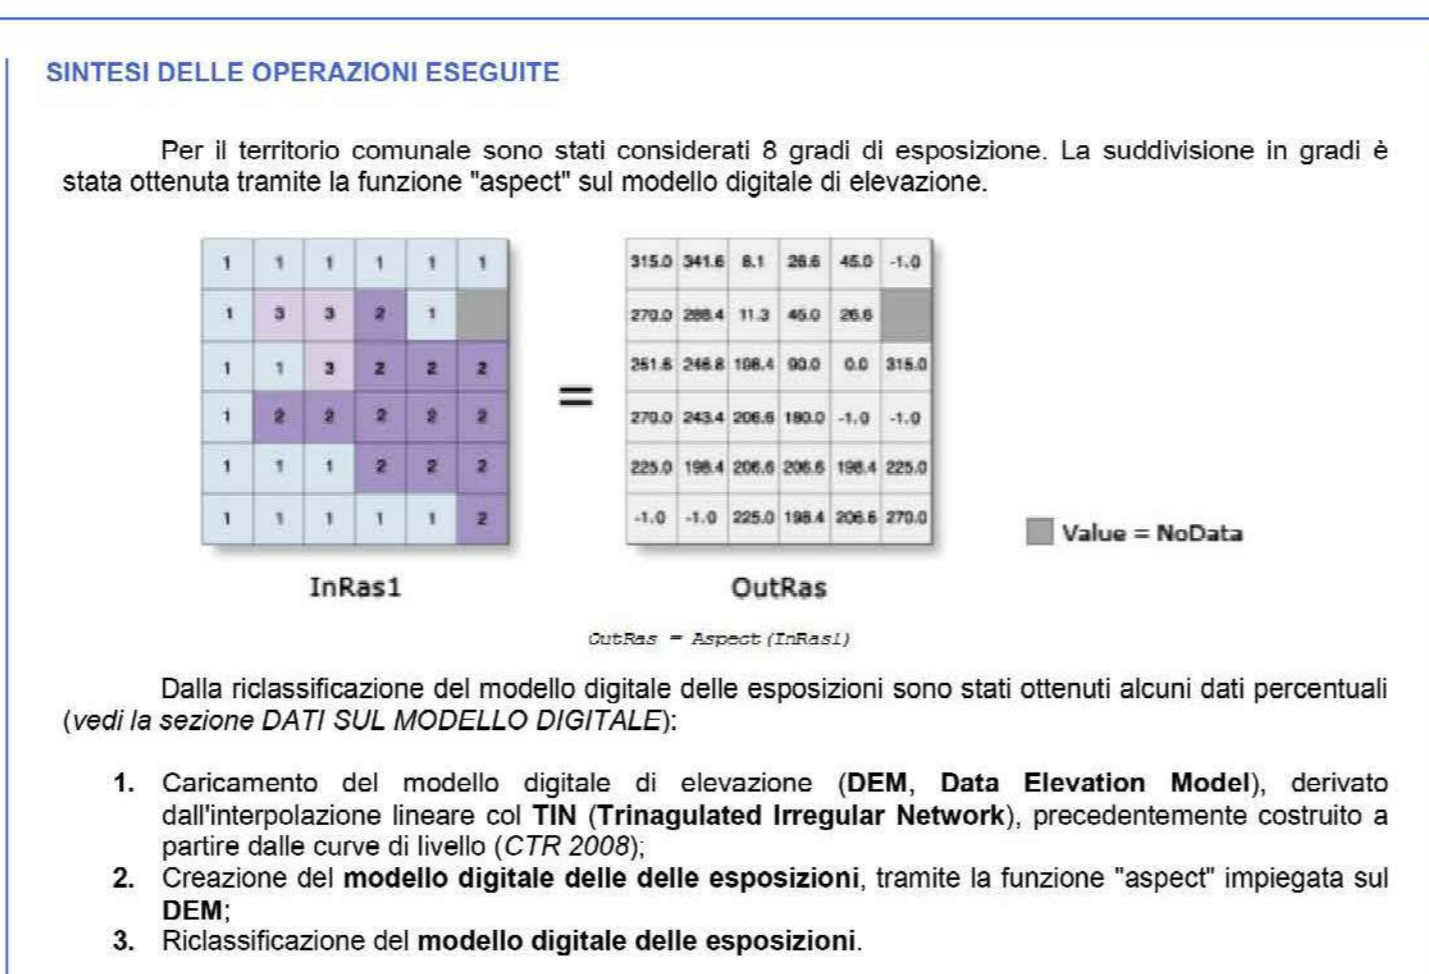 SINTESI DELLE OPERAZIONI ESEGUITE
Per il territorio comunale sono stati considerati 8 gradi di esposizione. La suddivisione in gradi è
stata ottenuta tramite la funzione "aspect" sul modello digitale di elevazione.
1 1 1 1 1 1
1 3 3 2 1
1 1 3 2 2 2
1 2 2 2 2 2
1 1 1 2 2 2
1 1 1 1 1 2
InRas1
=
315.0 341.6 8.1 26.6 45.0 -1.0
270.0 288.4 11.3 45.0 26.6
251.6 246.8 198.4 90.0 0.0 315.0
270.0 243.4 206.6 180.0 -1.0 -1.0
225.0 198.4 206.6 206.6 198.4 225.0
-1.0 -1.0 225.0 198.4 206.6 270.0
OutRas
Value = NoData
OutRas = Aspect(InRas1)
Dalla riclassificazione del modello digitale delle esposizioni sono stati ottenuti alcuni dati percentuali
(vedi la sezione DATI SUL MODELLO DIGITALE):
1. Caricamento del modello digitale di elevazione (DEM, Data Elevation Model), derivato
dall'interpolazione lineare col TIN (Trinagulated Irregular Network), precedentemente costruito a
partire dalle curve di livello (CTR 2008);
2. Creazione del modello digitale delle delle esposizioni, tramite la funzione "aspect" impiegata sul
DEM;
3. Riclassificazione del modello digitale delle esposizioni.